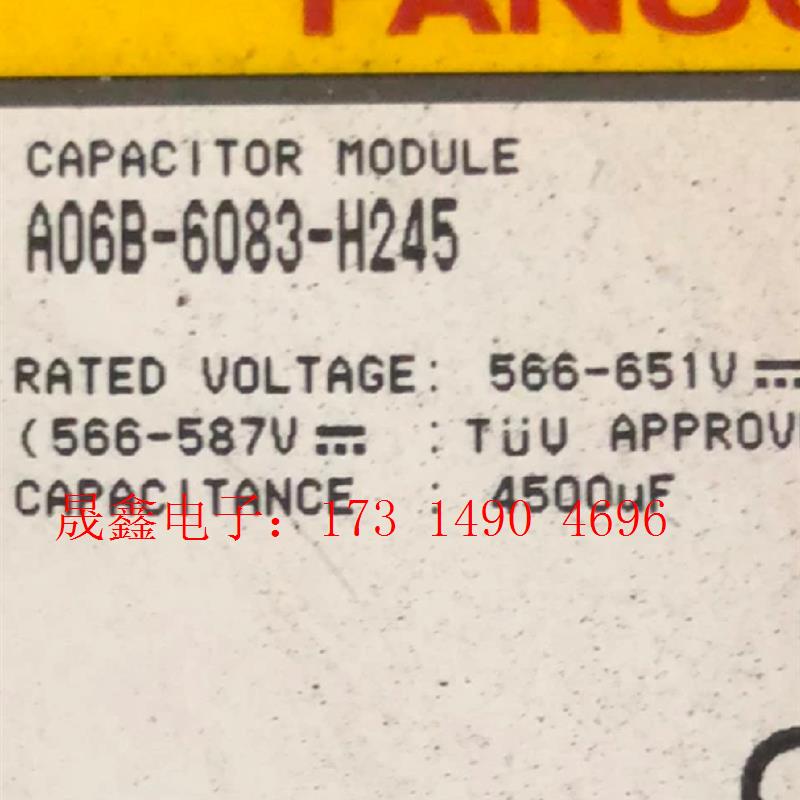 FANUC
CAPACITOR MODULE
A06B-6083-H245
RATED VOLTAGE: 566-651V⎓
(566-587V⎓ : TüV APPROV
CAPACITANCE : 4500uF
晟鑫电子：173 1490 4696